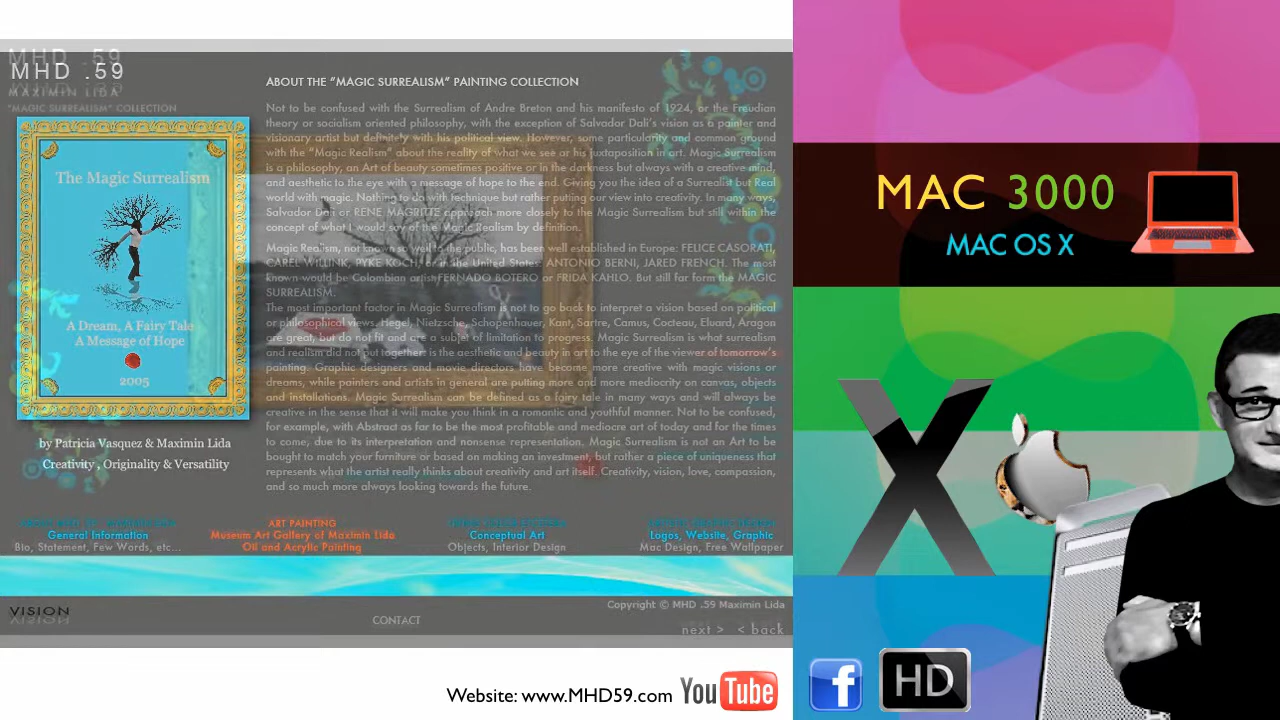 MHD .59
MAXIMIN LIDA
"MAGIC SURREALISM" COLLECTION
The Magic Surrealism
A Dream, A Fairy Tale
A Message of Hope
2005
by Patricia Vasquez & Maximin Lida
Creativity , Originality & Versatility
ABOUT THE "MAGIC SURREALISM" PAINTING COLLECTION
Not to be confused with the Surrealism of Andre Breton and his manifesto of 1924, or the Freudian
theory or socialism oriented philosophy, with the exception of Salvador Dali's vision as a painter and
visionary artist but definitely with his political view. However, some particularity and common ground
with the "Magic Realism" about the reality of what we see or his juxtaposition in art. Magic Surrealism
is a philosophy, an Art of beauty sometimes positive or in the darkness but always with a creative mind,
and aesthetic to the eye with a message of hope to the end. Giving you the idea of a Surrealist but Real
world with magic. Nothing to do with technique but rather putting our view into creativity. In many ways,
Salvador Dali or RENE MAGRITTE approach more closely to the Magic Surrealism but still within the
concept of what I would say of the Magic Realism by definition.
Magic Realism, not known so well to the public, has been well established in Europe: FELICE CASORATI,
CAREL WILLINK, PYKE KOCH, or in the United States: ANTONIO BERNI, JARED FRENCH. The most
known would be Colombian artist FERNADO BOTERO or FRIDA KAHLO. But still far form the MAGIC
SURREALISM.
The most important factor in Magic Surrealism is not to go back to interpret a vision based on political
or philosophical views, Hegel, Nietzsche, Schopenhauer, Kant, Sartre, Camus, Cocteau, Eluard, Aragon
are great, but do not fit and are a subject of limitation to progress. Magic Surrealism is what surrealism
and realism did not put together is the aesthetic and beauty in art to the eye of the viewer of tomorrow's
painting. Graphic designers and movie directors have become more creative with magic visions or
dreams, while painters and artists in general are putting more and more mediocrity on canvas, objects
and installations. Magic Surrealism can be defined as a fairy tale in many ways and will always be
creative in the sense that it will make you think in a romantic and youthful manner. Not to be confused,
for example, with Abstract as far to be the most profitable and mediocre art of today and for the times
to come, due to its interpretation and nonsense representation. Magic Surrealism is not an Art to be
bought to match your furniture or based on making an investment, but rather a piece of uniqueness that
represents what the artist really thinks about creativity and art itself. Creativity, vision, love, compassion,
and so much more always looking towards the future.
General Information
Bio, Statement, Few Words, etc...
ART PAINTING
Museum Art Gallery of Maximin Lida
Oil and Acrylic Painting
Conceptual Art
Objects, Interior Design
Logos, Website, Graphic
Mac Design, Free Wallpaper
VISION
CONTACT
Copyright © MHD .59 Maximin Lida
next > < back
Website: www.MHD59.com YouTube
MAC 3000
MAC OS X
X
f HD